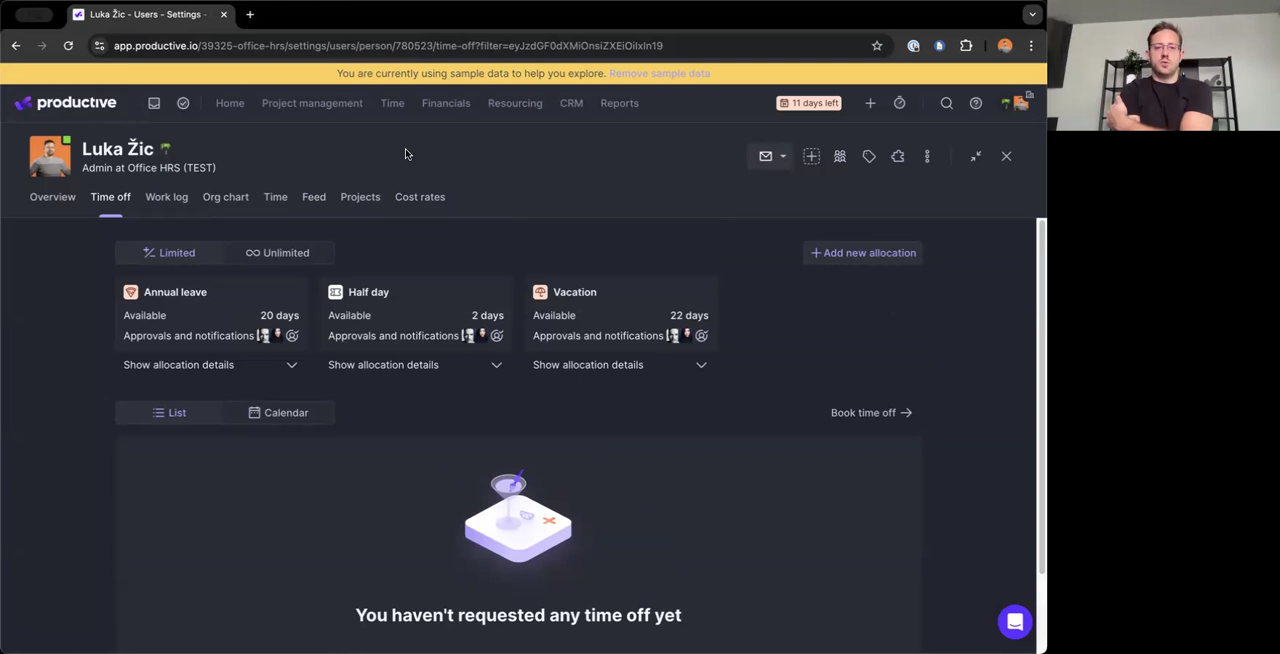 Luka Žic - Users - Settings -
app.productive.io/39325-office-hrs/settings/users/person/780523/time-off?filter=eyJzdGF0dXMiOnsiZXEiOiIxIn19
You are currently using sample data to help you explore. Remove sample data
productive
Home
Project management
Time
Financials
Resourcing
CRM
Reports
11 days left
Luka Žic
Admin at Office HRS (TEST)
Overview
Time off
Work log
Org chart
Time
Feed
Projects
Cost rates
Limited
Unlimited
Add new allocation
Annual leave
Available 20 days
Approvals and notifications
Show allocation details
Half day
Available 2 days
Approvals and notifications
Show allocation details
Vacation
Available 22 days
Approvals and notifications
Show allocation details
List
Calendar
Book time off
You haven't requested any time off yet